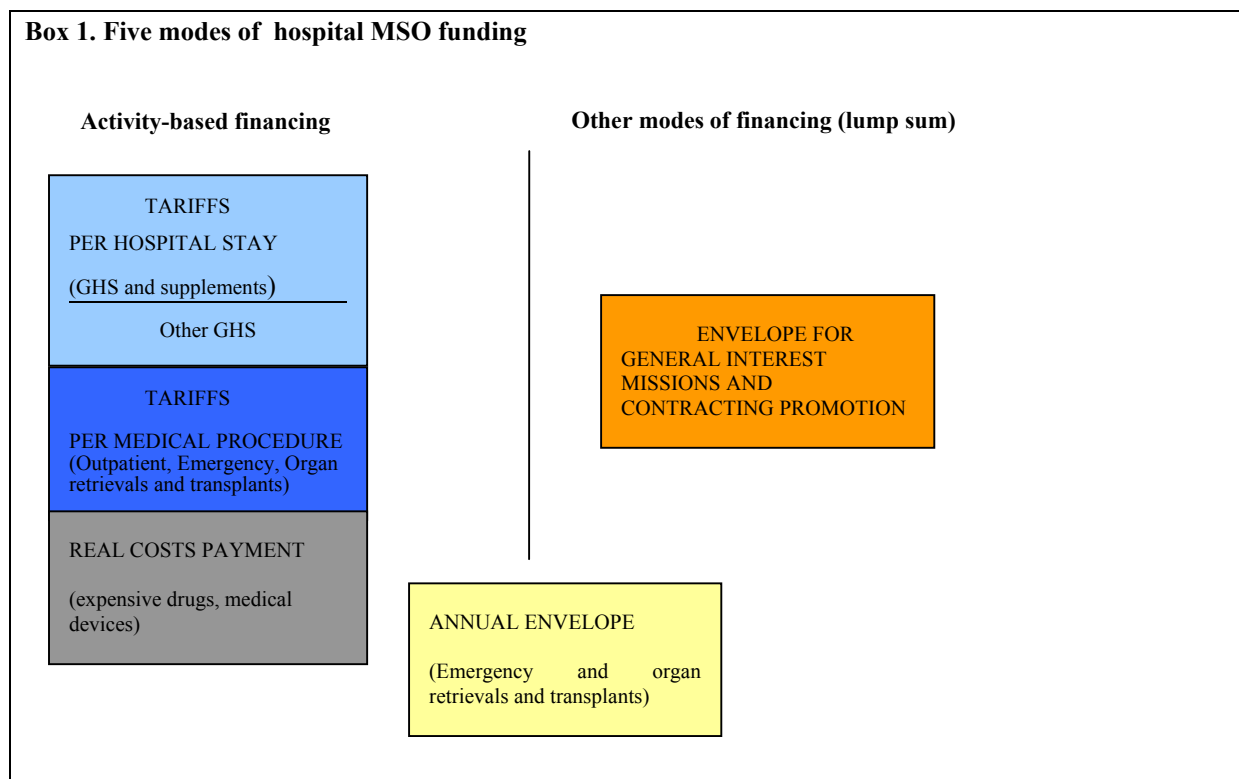 Box 1. Five modes of hospital MSO funding
Activity-based financing
Other modes of financing (lump sum)
TARIFFS
PER HOSPITAL STAY
(GHS and supplements)
Other GHS
TARIFFS
PER MEDICAL PROCEDURE
(Outpatient, Emergency, Organ
retrievals and transplants)
REAL COSTS PAYMENT
(expensive drugs, medical
devices)
ENVELOPE FOR
GENERAL INTEREST
MISSIONS AND
CONTRACTING PROMOTION
ANNUAL ENVELOPE
(Emergency and organ
retrievals and transplants)